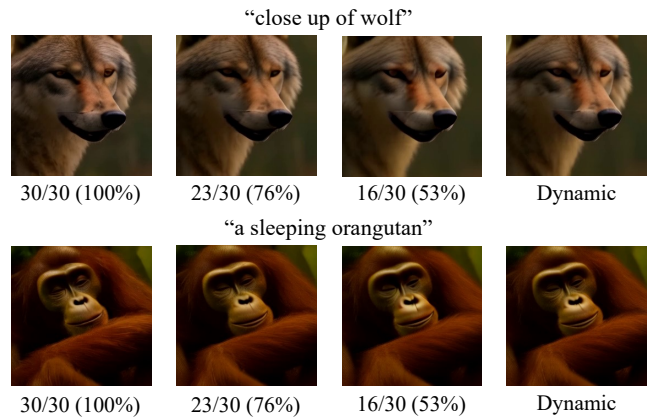 “close up of wolf”
30/30 (100%) 23/30 (76%) 16/30 (53%) Dynamic
“a sleeping orangutan”
30/30 (100%) 23/30 (76%) 16/30 (53%) Dynamic